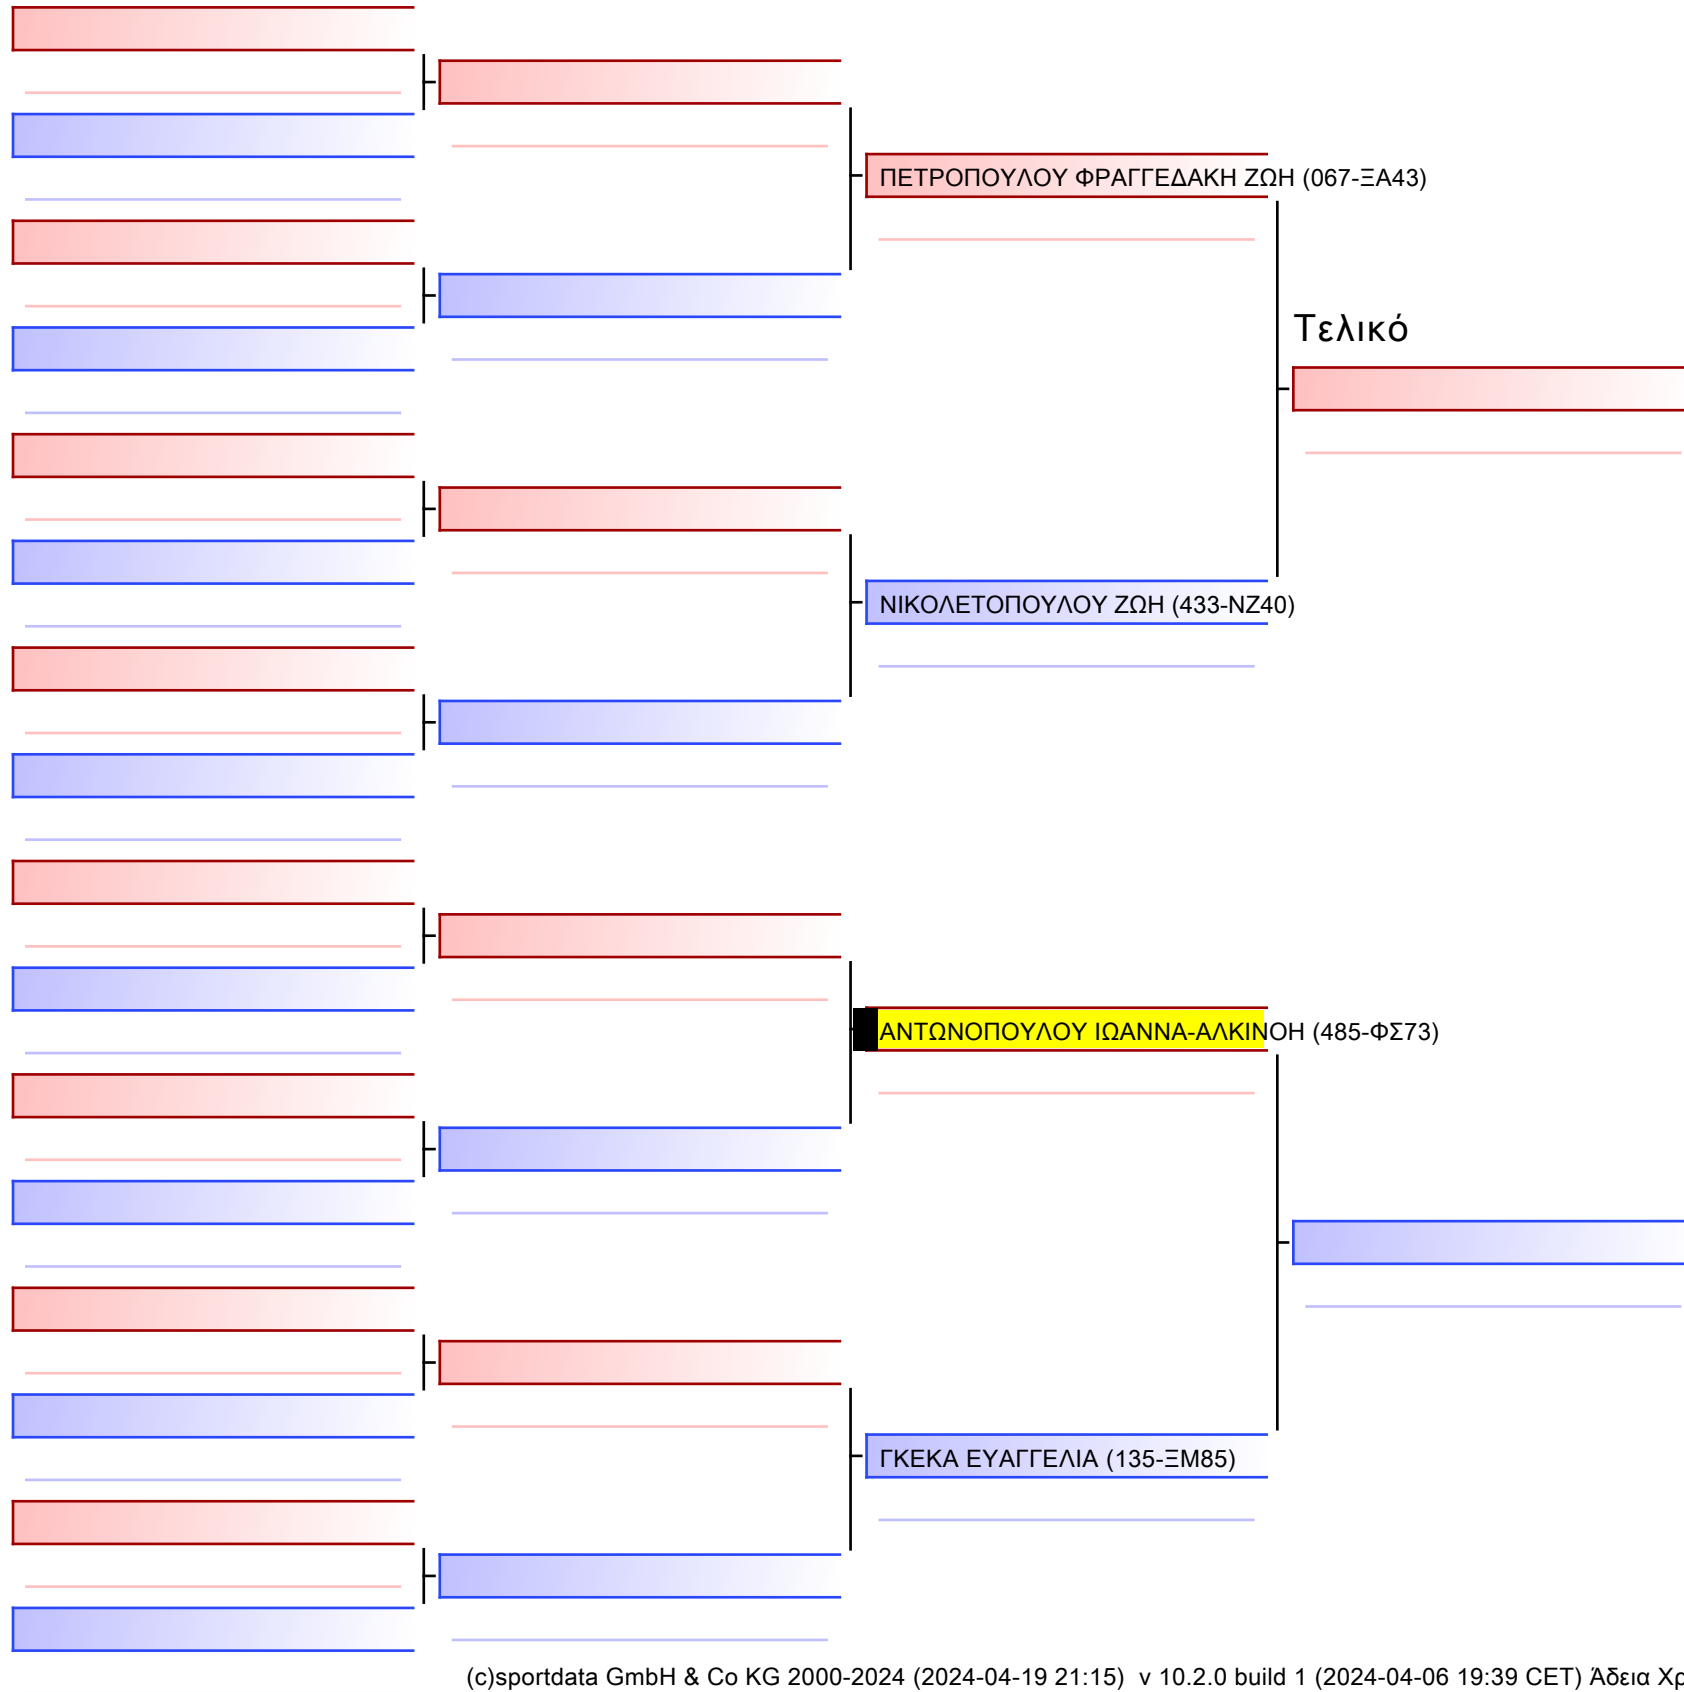 ΠΕΤΡΟΠΟΥΛΟΥ ΦΡΑΓΓΕΔΑΚΗ ΖΩΗ (067-ΞΑ43)
Τελικό
ΝΙΚΟΛΕΤΟΠΟΥΛΟΥ ΖΩΗ (433-ΝΖ40)
ΑΝΤΩΝΟΠΟΥΛΟΥ ΙΩΑΝΝΑ-ΑΛΚΙΝΟΗ (485-ΦΣ73)
ΓΚΕΚΑ ΕΥΑΓΓΕΛΙΑ (135-ΞΜ85)
(c)sportdata GmbH & Co KG 2000-2024 (2024-04-19 21:15) v 10.2.0 build 1 (2024-04-06 19:39 CET) Άδεια